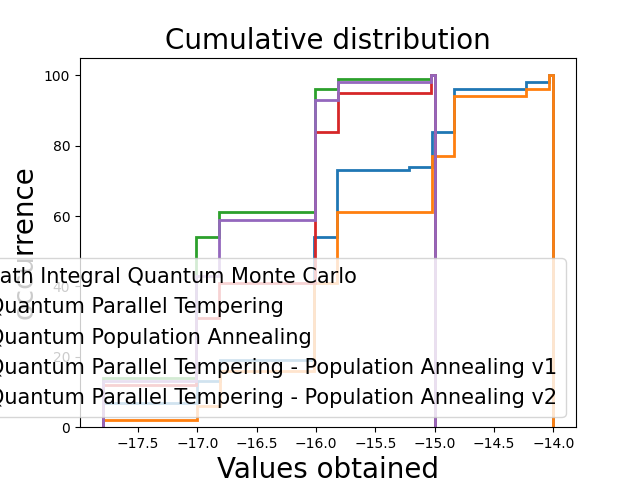 Cumulative distribution
100
80
60
40
20
0
occurrence
ath Integral Quantum Monte Carlo
Quantum Parallel Tempering
Quantum Population Annealing
Quantum Parallel Tempering - Population Annealing v1
Quantum Parallel Tempering - Population Annealing v2
−17.5 −17.0 −16.5 −16.0 −15.5 −15.0 −14.5 −14.0
Values obtained